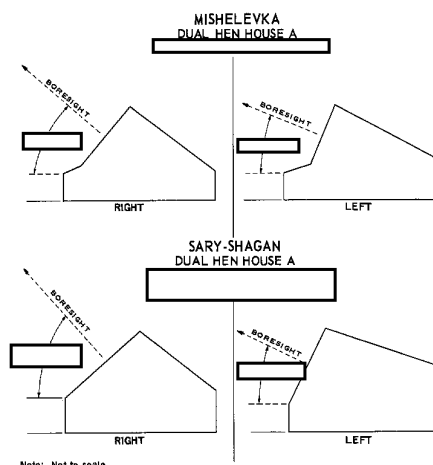 MISHELEVKA
DUAL HEN HOUSE A
BORESIGHT
BORESIGHT
RIGHT
LEFT
SARY-SHAGAN
DUAL HEN HOUSE A
BORESIGHT
BORESIGHT
RIGHT
LEFT
Note: Not to scale